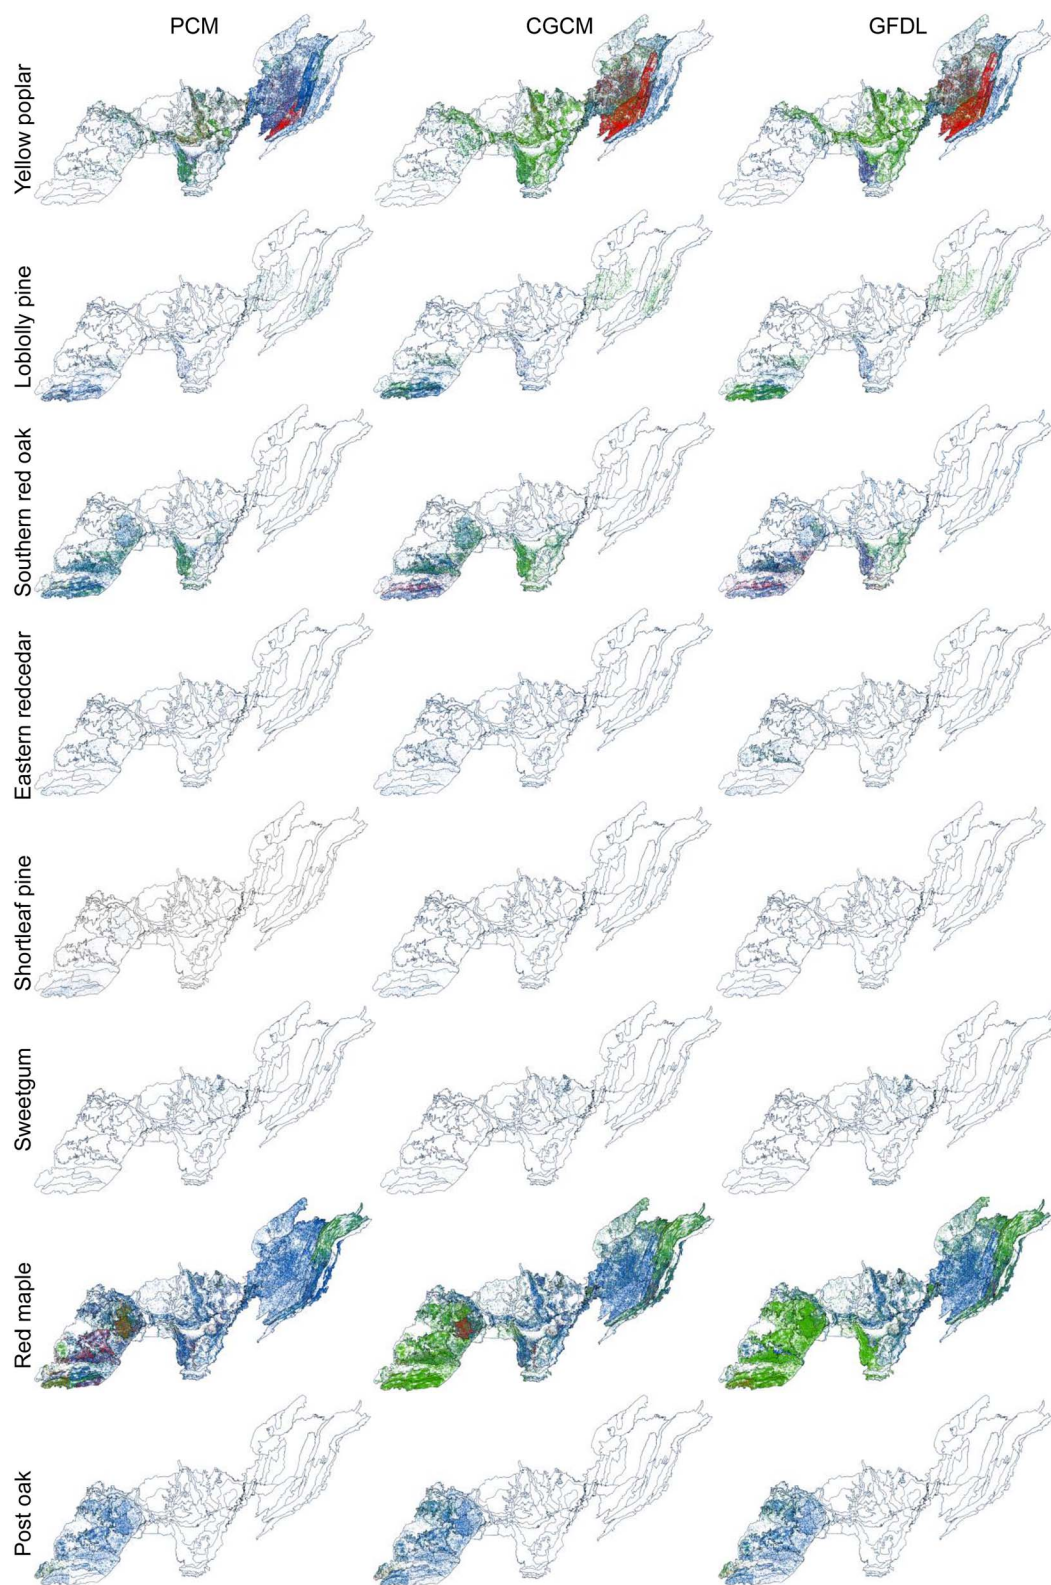 PCM
CGCM
GFDL
Yellow poplar
Loblolly pine
Southern red oak
Eastern redcedar
Shortleaf pine
Sweetgum
Red maple
Post oak